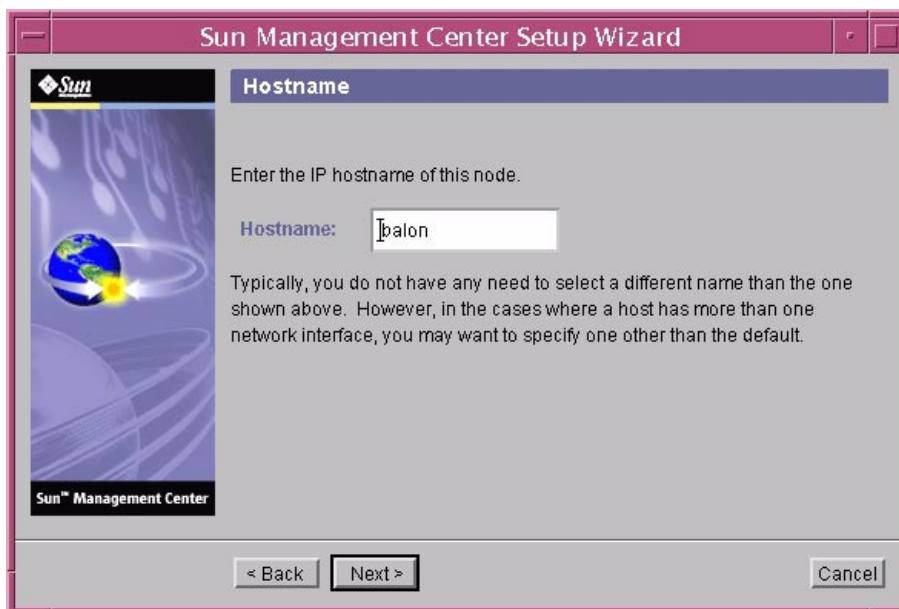 Sun Management Center Setup Wizard
Sun
Hostname
Enter the IP hostname of this node.
Hostname: balon
Typically, you do not have any need to select a different name than the one
shown above. However, in the cases where a host has more than one
network interface, you may want to specify one other than the default.
Sun™ Management Center
< Back Next > Cancel